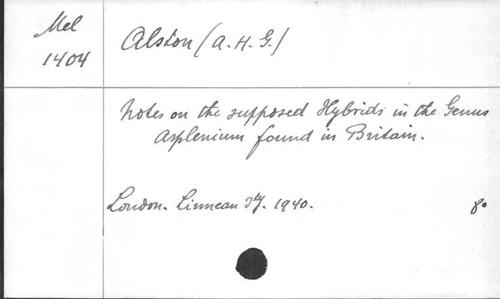 Mel
1404
Alston (A.H.G.)
Notes on the supposed Hybrids in the Genus
Asplenium found in Britain.
London. Linnean Sty. 1940. 8°